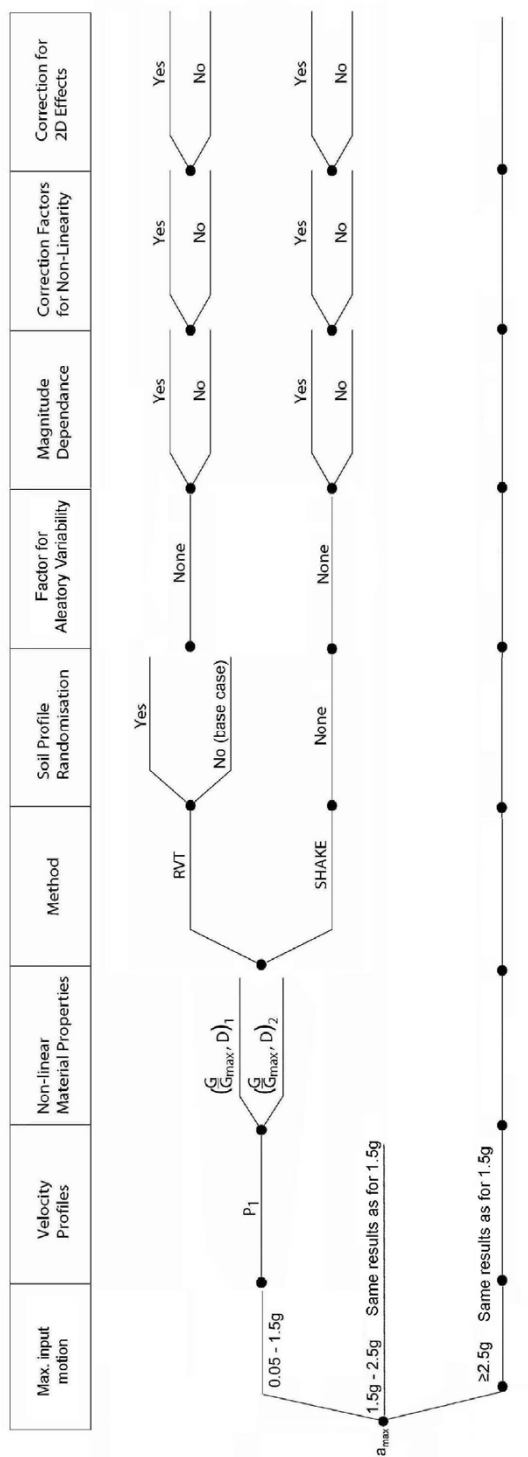 Max. input
motion
Velocity
Profiles
Non-linear
Material Properties
Method
Soil Profile
Randomisation
Factor for
Aleatory Variability
Magnitude
Dependance
Correction Factors
for Non-Linearity
Correction for
2D Effects
a_max
0.05 - 1.5g
P₁
(G/G_max, D)₁
(G/G_max, D)₂
RVT
Yes
No (base case)
None
Yes
No
Yes
No
Yes
No
SHAKE
None
None
Yes
No
Yes
No
Yes
No
1.5g - 2.5g Same results as for 1.5g
≥2.5g Same results as for 1.5g